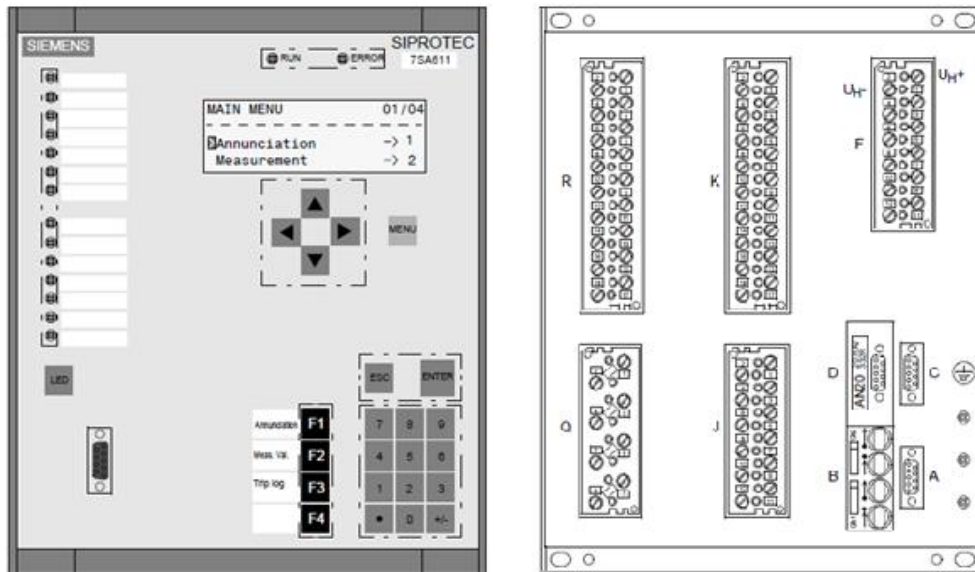 SIEMENS
SIPROTEC
RUN
ERROR
7SA611
MAIN MENU 01/04
Annunciation -> 1
Measurement -> 2
MENU
LED
ESC
ENTER
Annunciation F1
Meas. Val. F2
Trip log F3
F4
7 8 9
4 5 6
1 2 3
0 +/-
UH- UH+
F
R
K
D
AN20
C
Q
J
B
A